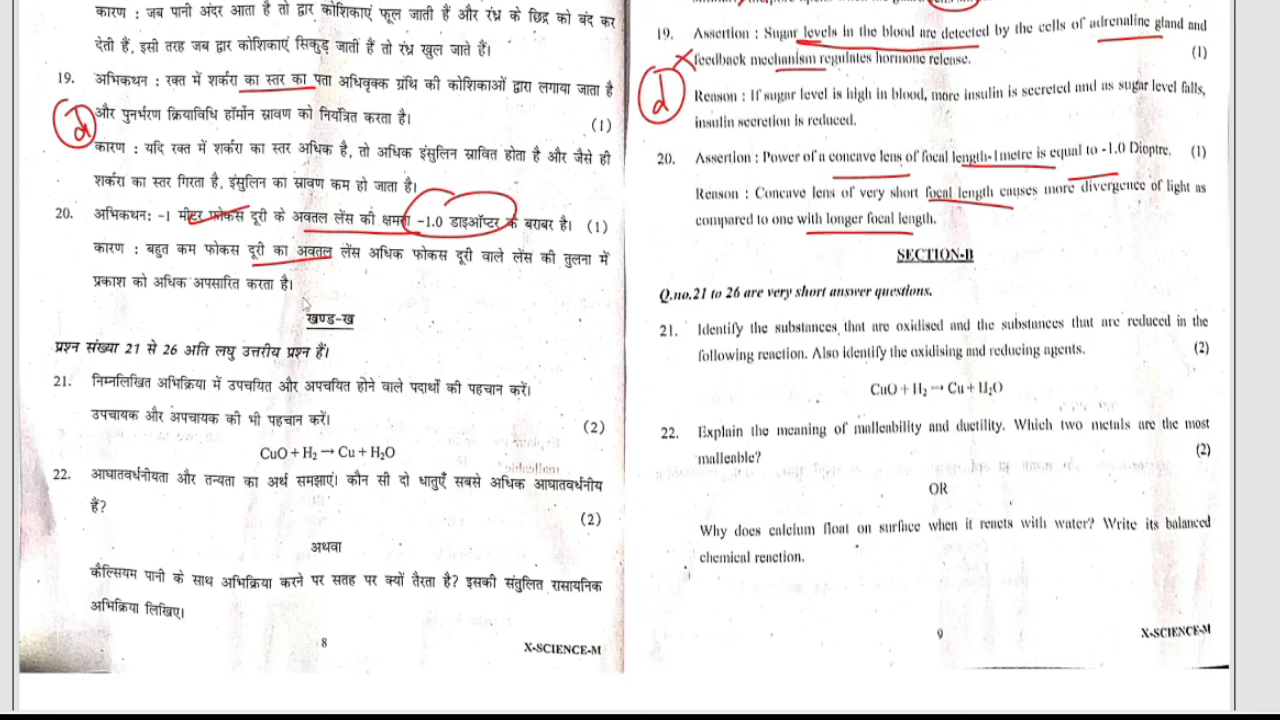 कारण : जब पानी अंदर आता है तो द्वार कोशिकाएं फूल जाती हैं और रंध्र के छिद्र को बंद कर
देती हैं, इसी तरह जब द्वार कोशिकाएं सिकुड़ जाती हैं तो रंध्र खुल जाते हैं।
19. अभिकथन : रक्त में शर्करा का स्तर का पता अधिवृक्क ग्रंथि की कोशिकाओं द्वारा लगाया जाता है
और पुनर्भरण क्रियाविधि हॉर्मोन स्रावण को नियंत्रित करता है। (1)
d
कारण : यदि रक्त में शर्करा का स्तर अधिक है, तो अधिक इंसुलिन स्रावित होता है और जैसे ही
शर्करा का स्तर गिरता है, इंसुलिन का स्रावण कम हो जाता है।
20. अभिकथन: -1 मीटर फोकस दूरी के अवतल लेंस की क्षमता -1.0 डाइऑप्टर के बराबर है। (1)
कारण : बहुत कम फोकस दूरी का अवतल लेंस अधिक फोकस दूरी वाले लेंस की तुलना में
प्रकाश को अधिक अपसारित करता है।
खण्ड-ख
प्रश्न संख्या 21 से 26 अति लघु उत्तरीय प्रश्न हैं।
21. निम्नलिखित अभिक्रिया में उपचयित और अपचयित होने वाले पदार्थों की पहचान करें।
उपचायक और अपचायक की भी पहचान करें। (2)
CuO + H₂ → Cu + H₂O
22. आघातवर्धनीयता और तन्यता का अर्थ समझाएं। कौन सी दो धातुएँ सबसे अधिक आघातवर्धनीय
हैं? (2)
अथवा
कैल्सियम पानी के साथ अभिक्रिया करने पर सतह पर क्यों तैरता है? इसकी संतुलित रासायनिक
अभिक्रिया लिखिए।
8 X-SCIENCE-M
19. Assertion : Sugar levels in the blood are detected by the cells of adrenaline gland and
feedback mechanism regulates hormone release. (1)
d
Reason : If sugar level is high in blood, more insulin is secreted and as sugar level falls,
insulin secretion is reduced.
20. Assertion : Power of a concave lens of focal length-1metre is equal to -1.0 Dioptre. (1)
Reason : Concave lens of very short focal length causes more divergence of light as
compared to one with longer focal length.
SECTION-B
Q.no.21 to 26 are very short answer questions.
21. Identify the substances that are oxidised and the substances that are reduced in the
following reaction. Also identify the oxidising and reducing agents. (2)
CuO + H₂ → Cu + H₂O
22. Explain the meaning of malleability and ductility. Which two metals are the most
malleable? (2)
OR
Why does calcium float on surface when it reacts with water? Write its balanced
chemical reaction.
9 X-SCIENCE-M